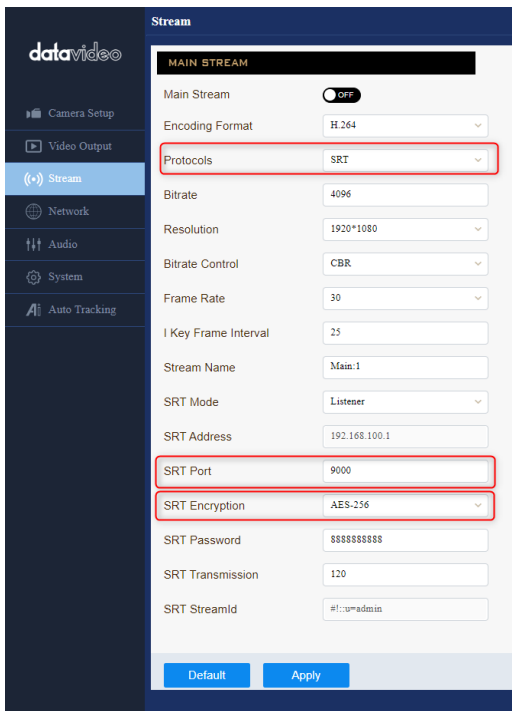 Stream
datavideo
Camera Setup
Video Output
Stream
Network
Audio
System
Auto Tracking
MAIN STREAM
Main Stream OFF
Encoding Format H.264
Protocols SRT
Bitrate 4096
Resolution 1920*1080
Bitrate Control CBR
Frame Rate 30
I Key Frame Interval 25
Stream Name Main:1
SRT Mode Listener
SRT Address 192.168.100.1
SRT Port 9000
SRT Encryption AES-256
SRT Password 8888888888
SRT Transmission 120
SRT StreamId #!::u=admin
Default Apply